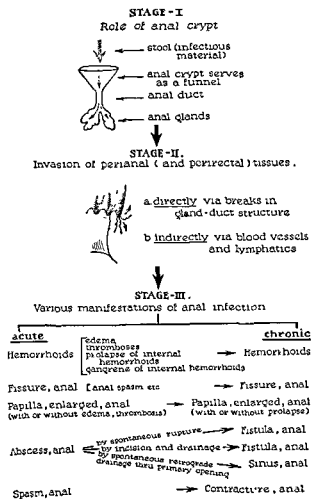 STAGE-I
Role of anal crypt
stool (infectious
material)
anal crypt serves
as a funnel
anal duct
anal glands
STAGE-II.
Invasion of perianal (and perirectal) tissues.
a directly via breaks in
gland-duct structure
b indirectly via blood vessels
and lymphatics
STAGE-III.
Various manifestations of anal infection
acute
chronic
Hemorrhoids
edema
thromboses
prolapse of internal
hemorrhoids
gangrene of internal hemorrhoids
Hemorrhoids
Fissure, anal [anal spasm etc Fissure, anal
Papilla, enlarged, anal Papilla, enlarged, anal
(with or without edema, thrombosis) (with or without prolapse)
Abscess, anal
by spontaneous rupture Fistula, anal
by incision and drainage Fistula, anal
by spontaneous retrograde
drainage thru primary opening
Sinus, anal
Spasm, anal Contracture, anal